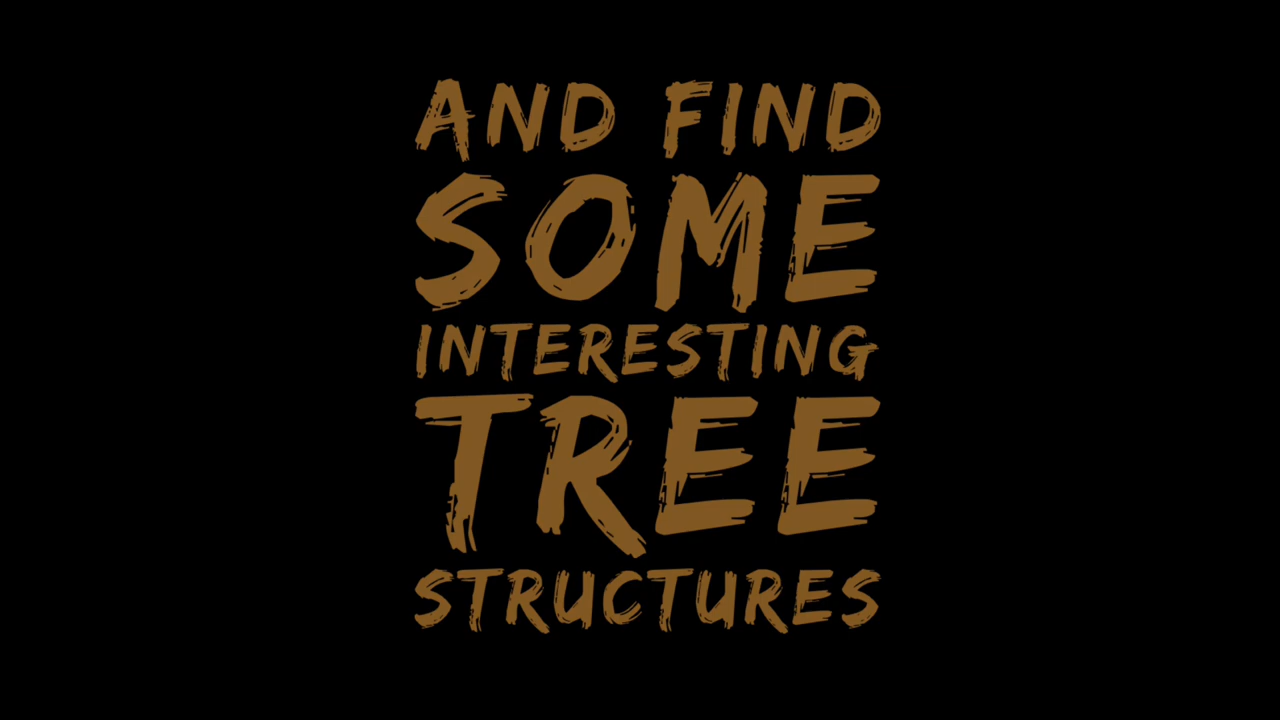 AND FIND
SOME
INTERESTING
TREE
STRUCTURES